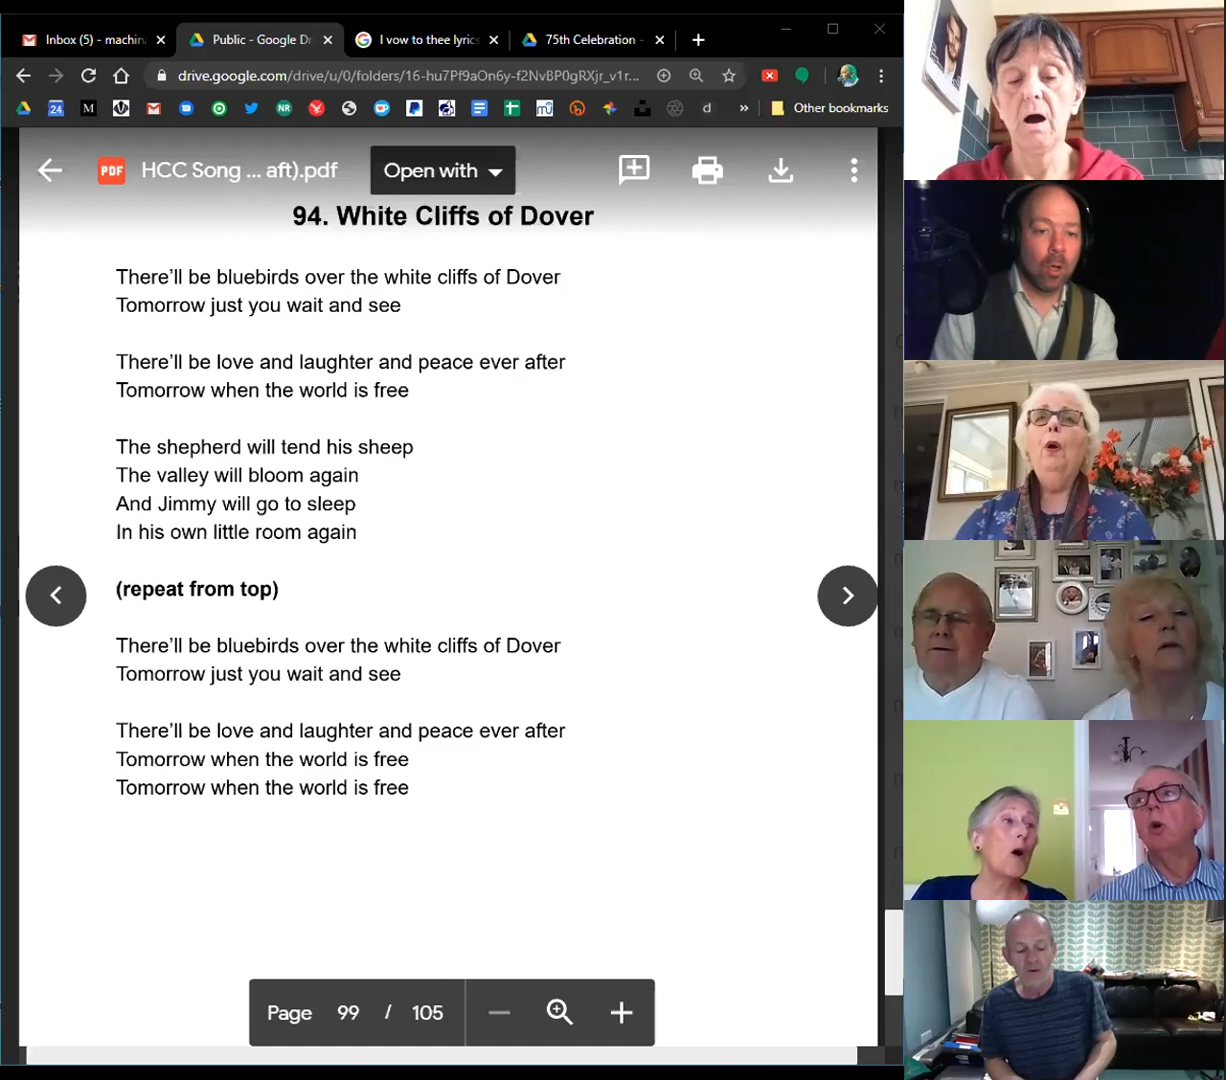 Inbox (5) - machin
Public - Google Dr
I vow to thee lyric
75th Celebration -
drive.google.com/drive/u/0/folders/16-hu7Pf9aOn6y-f2NvBP0gRXjr_v1r...
24
M
NR
d
Other bookmarks
PDF
HCC Song ... aft).pdf
Open with
94. White Cliffs of Dover
There'll be bluebirds over the white cliffs of Dover
Tomorrow just you wait and see
There'll be love and laughter and peace ever after
Tomorrow when the world is free
The shepherd will tend his sheep
The valley will bloom again
And Jimmy will go to sleep
In his own little room again
(repeat from top)
There'll be bluebirds over the white cliffs of Dover
Tomorrow just you wait and see
There'll be love and laughter and peace ever after
Tomorrow when the world is free
Tomorrow when the world is free
Page 99 / 105